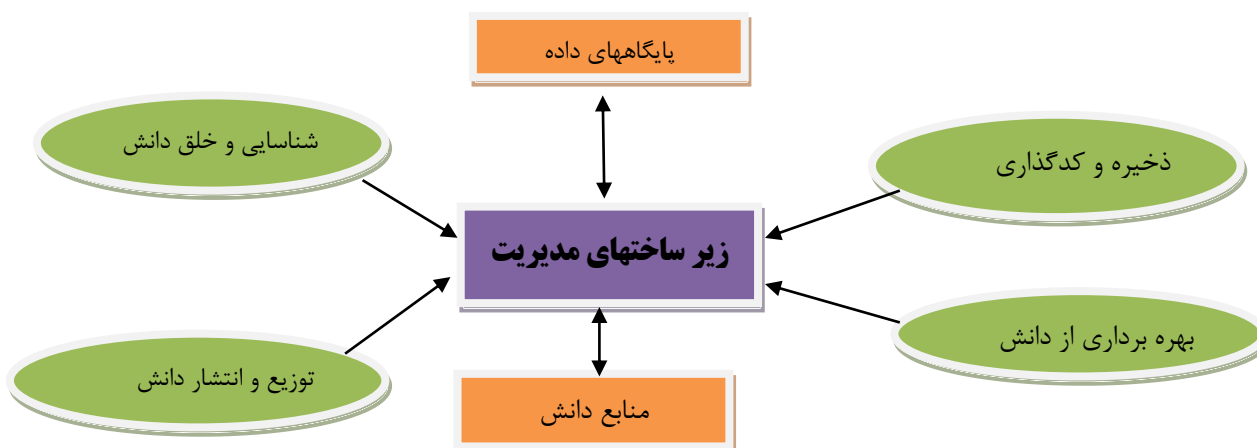 پایگاههای داده
شناسایی و خلق دانش
ذخیره و کدگذاری
زیر ساختهای مدیریت
بهره برداری از دانش
توزیع و انتشار دانش
منابع دانش